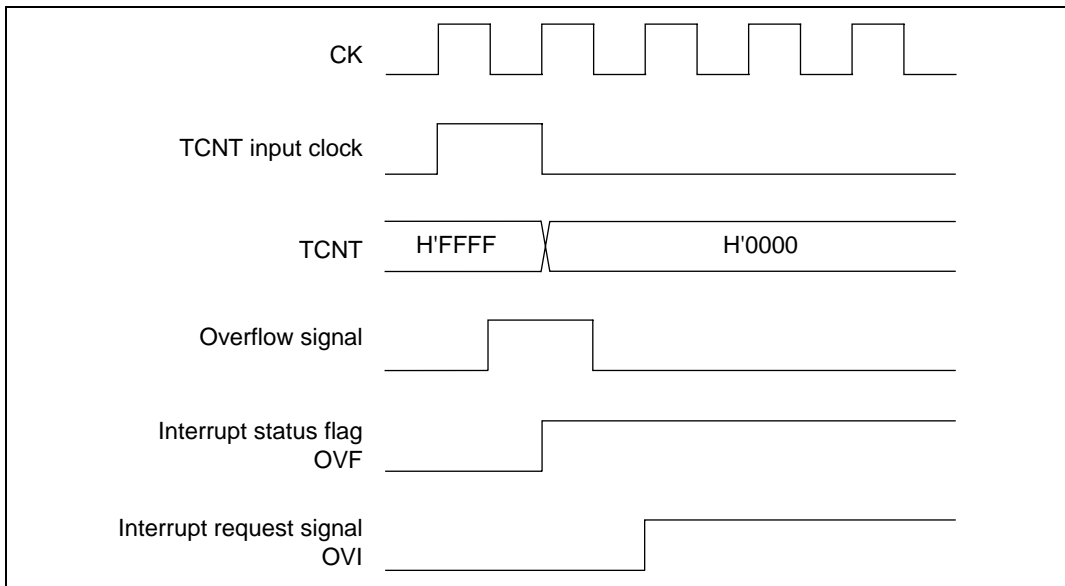 CK
TCNT input clock
TCNT
H'FFFF
H'0000
Overflow signal
Interrupt status flag
OVF
Interrupt request signal
OVI